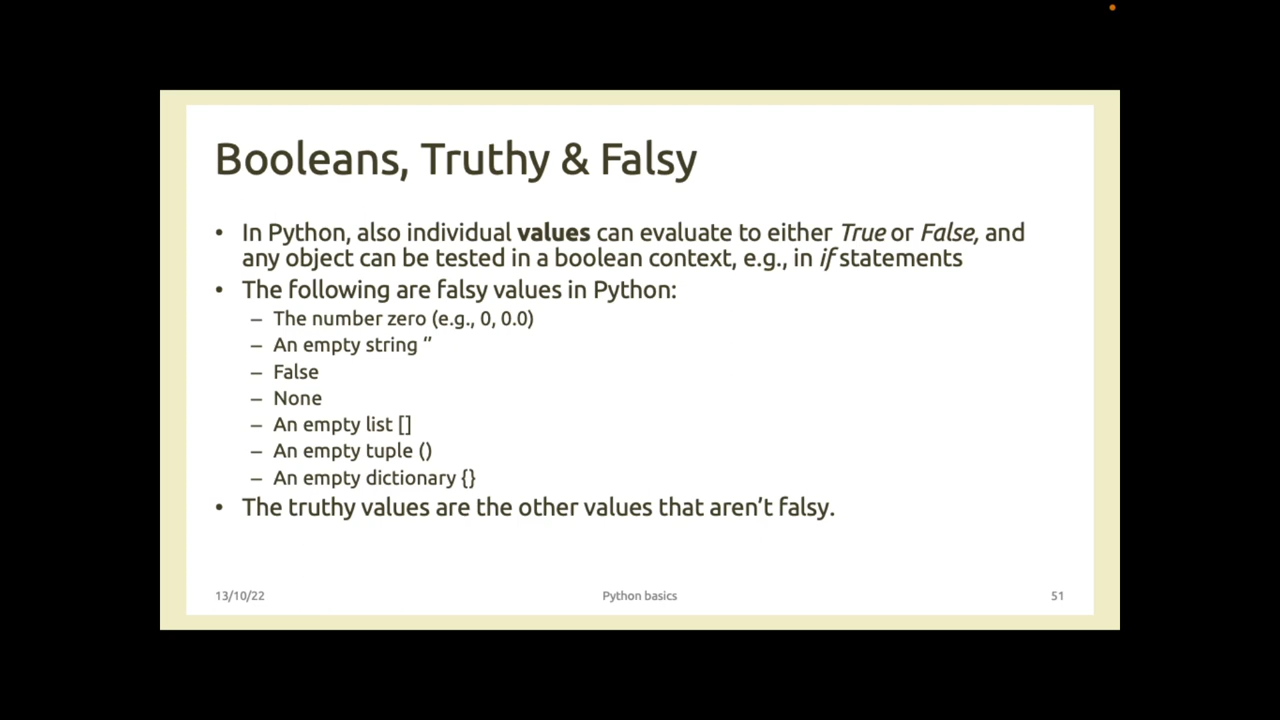 Booleans, Truthy & Falsy
• In Python, also individual values can evaluate to either True or False, and
any object can be tested in a boolean context, e.g., in if statements
• The following are falsy values in Python:
– The number zero (e.g., 0, 0.0)
– An empty string ‘’
– False
– None
– An empty list []
– An empty tuple ()
– An empty dictionary {}
• The truthy values are the other values that aren’t falsy.
13/10/22
Python basics
51